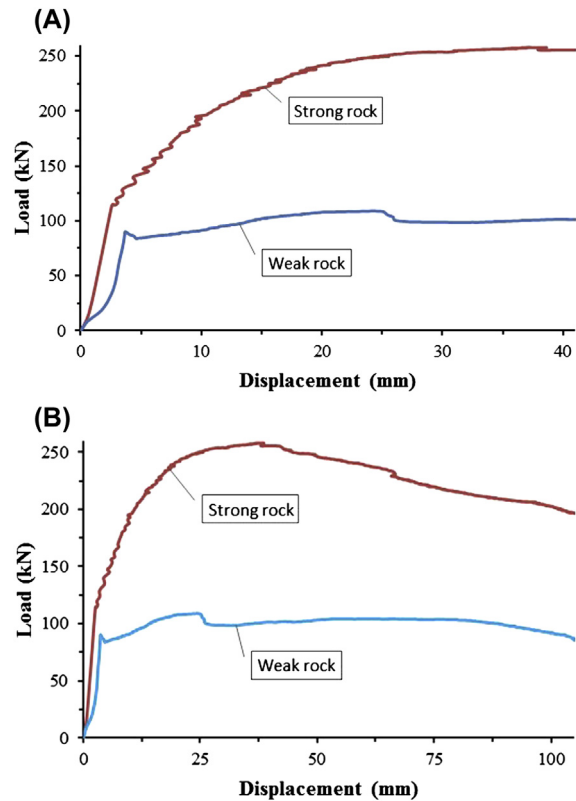 (A)
250
200
150
100
50
0
Load (kN)
Strong rock
Weak rock
0 10 20 30 40
Displacement (mm)
(B)
250
200
150
100
50
0
Load (kN)
Strong rock
Weak rock
0 25 50 75 100
Displacement (mm)